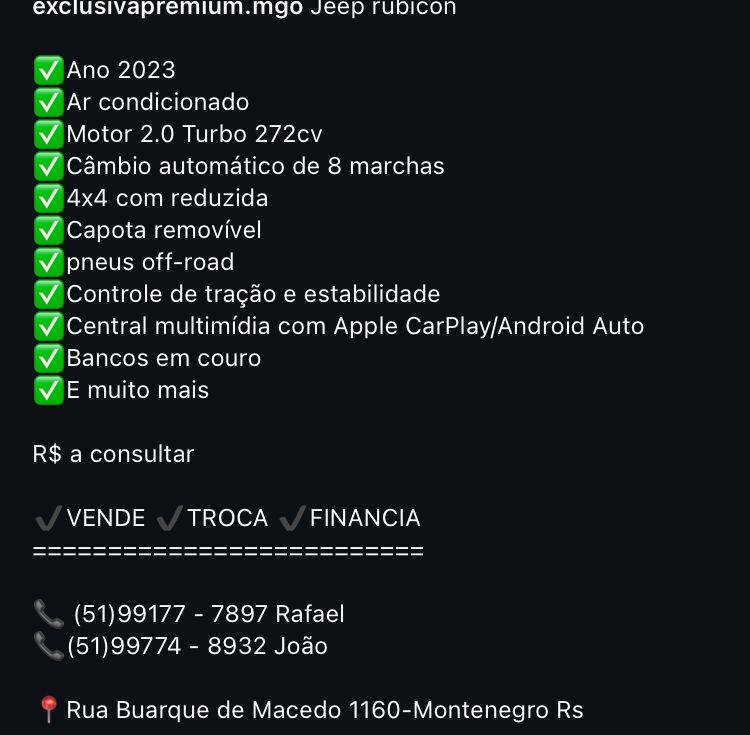 exclusivapremium.mgo Jeep rubicon
✅Ano 2023
✅Ar condicionado
✅Motor 2.0 Turbo 272cv
✅Câmbio automático de 8 marchas
✅4x4 com reduzida
✅Capota removível
✅pneus off-road
✅Controle de tração e estabilidade
✅Central multimídia com Apple CarPlay/Android Auto
✅Bancos em couro
✅E muito mais
R$ a consultar
✔️VENDE ✔️TROCA ✔️FINANCIA
==========================
📞 (51)99177 - 7897 Rafael
📞(51)99774 - 8932 João
📍Rua Buarque de Macedo 1160-Montenegro Rs